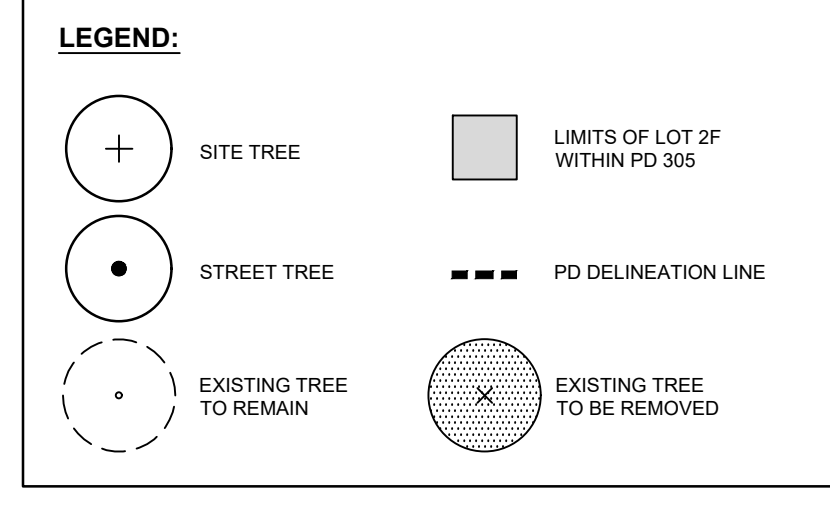 LEGEND:
SITE TREE
LIMITS OF LOT 2F
WITHIN PD 305
STREET TREE
PD DELINEATION LINE
EXISTING TREE
TO REMAIN
EXISTING TREE
TO BE REMOVED